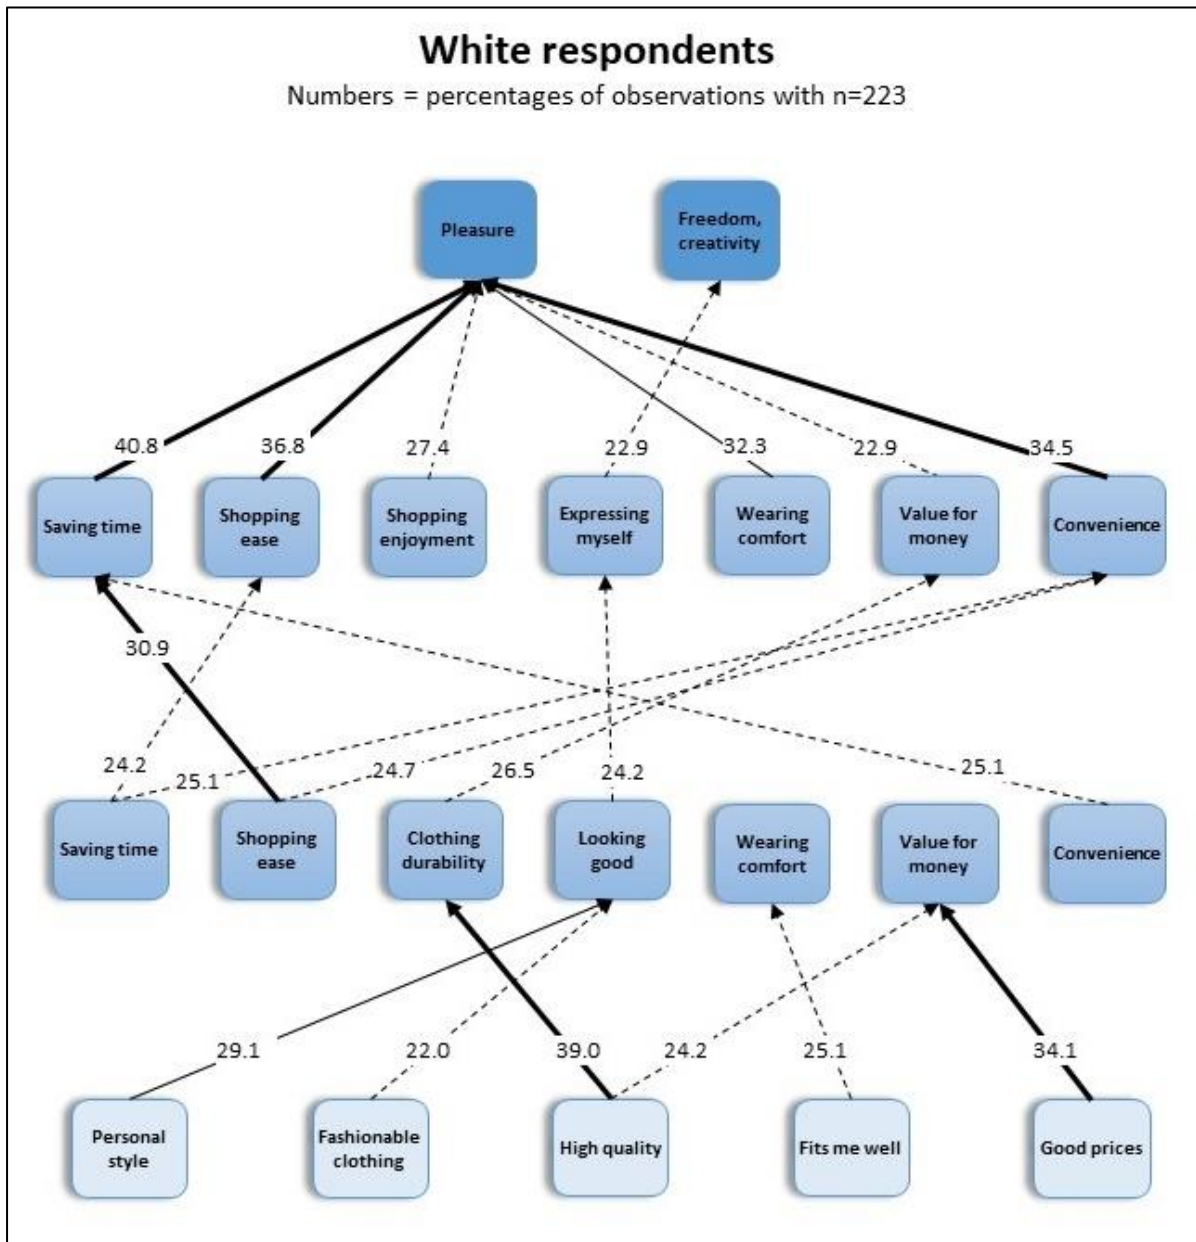 White respondents
Numbers = percentages of observations with n=223
Pleasure
Freedom,
creativity
40.8
36.8
27.4
22.9
32.3
22.9
34.5
Saving time
Shopping
ease
Shopping
enjoyment
Expressing
myself
Wearing
comfort
Value for
money
Convenience
30.9
24.2
25.1
24.7
26.5
24.2
25.1
Saving time
Shopping
ease
Clothing
durability
Looking
good
Wearing
comfort
Value for
money
Convenience
29.1
22.0
39.0
24.2
25.1
34.1
Personal
style
Fashionable
clothing
High quality
Fits me well
Good prices